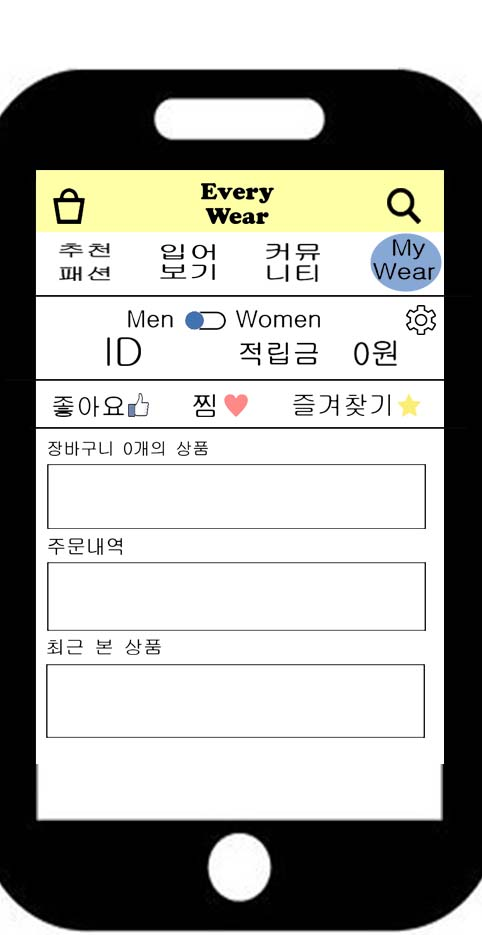 Every
Wear
추천
패션
입어
보기
커뮤
니티
My
Wear
Men Women
ID 적립금 0원
좋아요 찜 즐겨찾기
장바구니 0개의 상품
주문내역
최근 본 상품